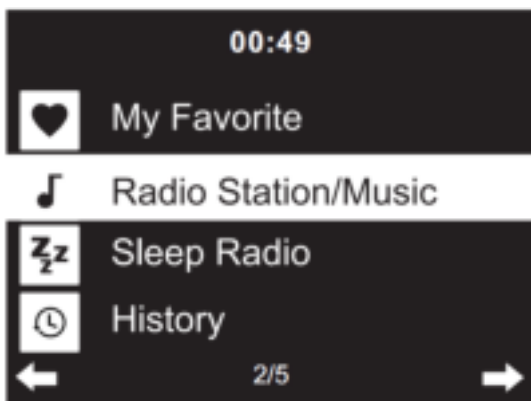 00:49
My Favorite
Radio Station/Music
Sleep Radio
History
2/5